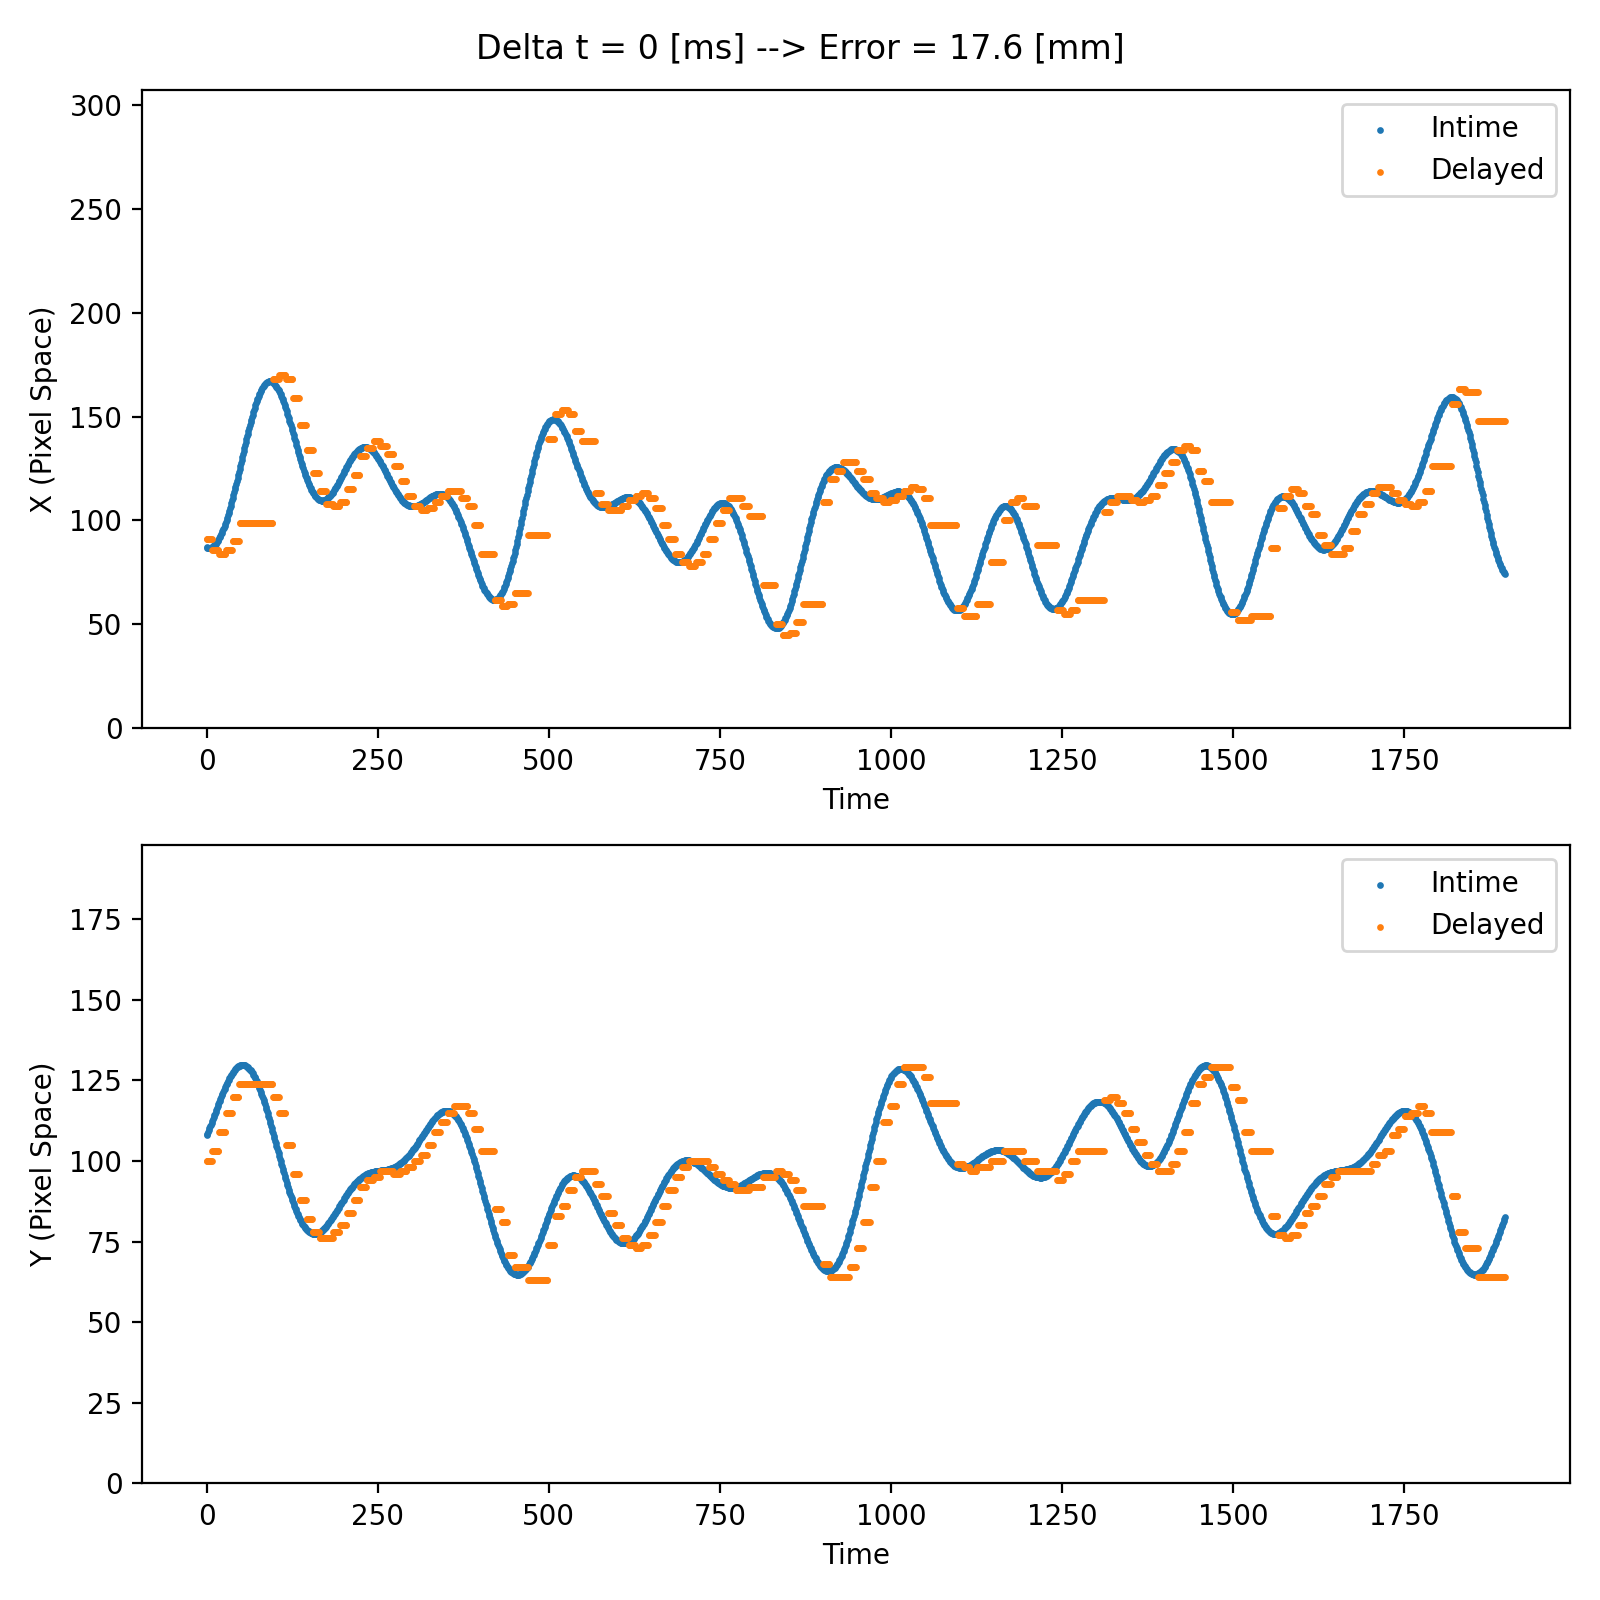 Delta t = 0 [ms] --> Error = 17.6 [mm]
300
250
200
150
100
50
0
X (Pixel Space)
Intime
Delayed
0 250 500 750 1000 1250 1500 1750
Time
175
150
125
100
75
50
25
0
Y (Pixel Space)
Intime
Delayed
0 250 500 750 1000 1250 1500 1750
Time